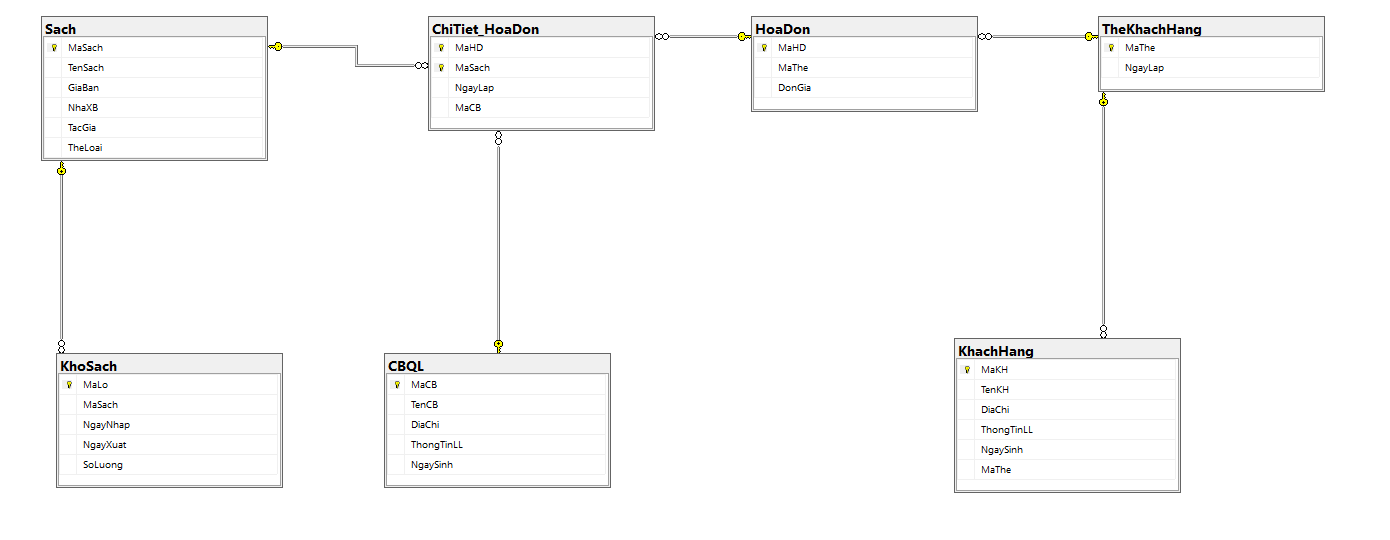 Sach
MaSach
TenSach
GiaBan
NhaXB
TacGia
TheLoai
ChiTiet_HoaDon
MaHD
MaSach
NgayLap
MaCB
HoaDon
MaHD
MaThe
DonGia
TheKhachHang
MaThe
NgayLap
KhoSach
MaLo
MaSach
NgayNhap
NgayXuat
SoLuong
CBQL
MaCB
TenCB
DiaChi
ThongTinLL
NgaySinh
KhachHang
MaKH
TenKH
DiaChi
ThongTinLL
NgaySinh
MaThe